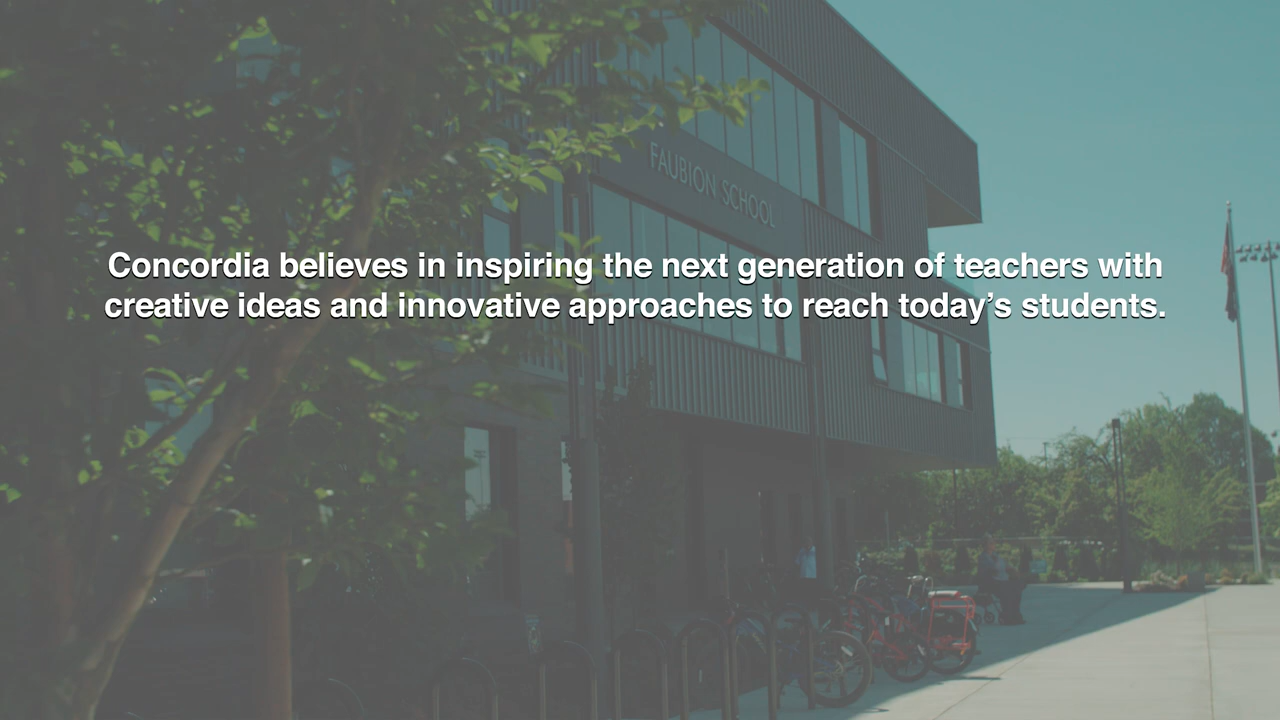 FAUBION SCHOOL
Concordia believes in inspiring the next generation of teachers with
creative ideas and innovative approaches to reach today’s students.